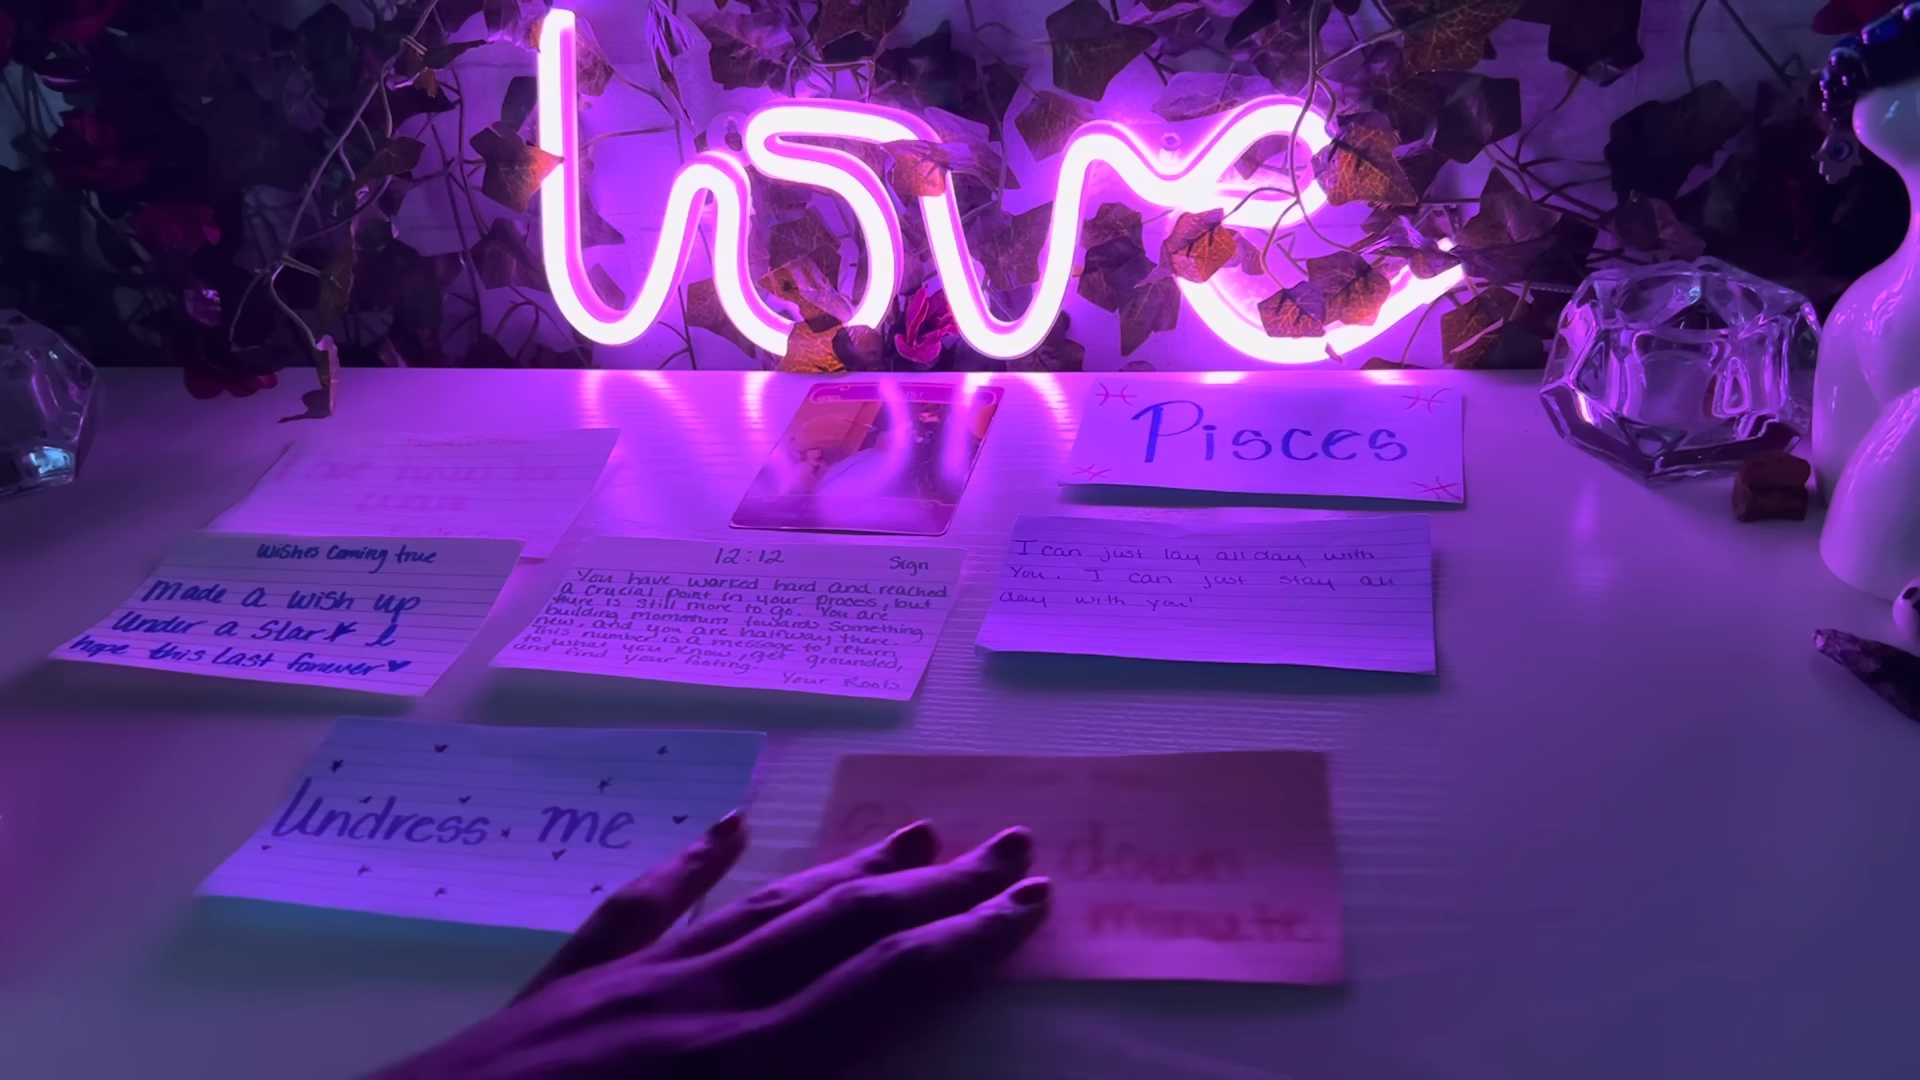 love
Pisces
Wishes Coming true
Made a wish up
Under a Star I
hope this Last forever
12:12
Sign
You have worked hard and reached
a crucial point in your process, but
there is still more to go. You are
building momentum towards something
new, and you are halfway there.
This number is a message to return
to what you know, get grounded,
and find your footing.
Your Roots
I can just lay all day with
you. I can just stay all
day with you'
Undress me
down
minute